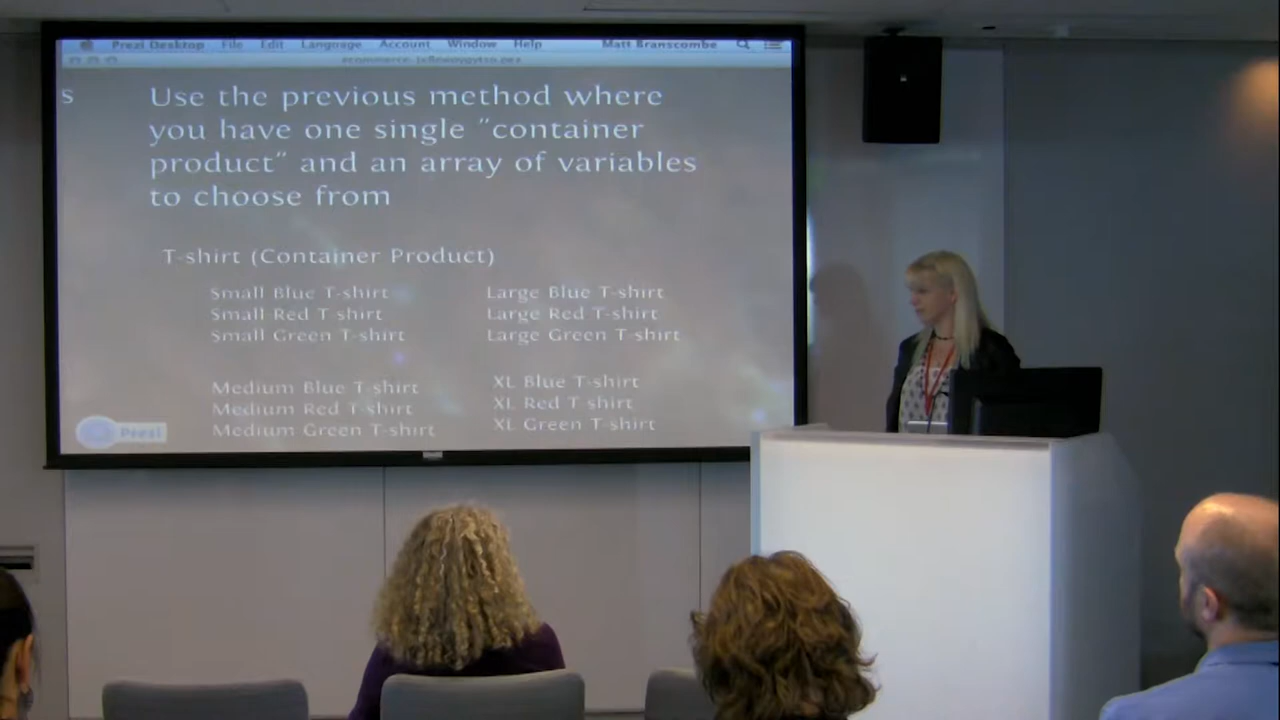 Prezi Desktop File Edit Language Account Window Help Matt Branscombe
S
Use the previous method where
you have one single "container
product" and an array of variables
to choose from
T-shirt (Container Product)
Small Blue T-shirt
Small Red T-shirt
Small Green T-shirt
Large Blue T-shirt
Large Red T-shirt
Large Green T-shirt
Medium Blue T-shirt
Medium Red T-shirt
Medium Green T-shirt
XL Blue T-shirt
XL Red T-shirt
XL Green T-shirt
Prezi